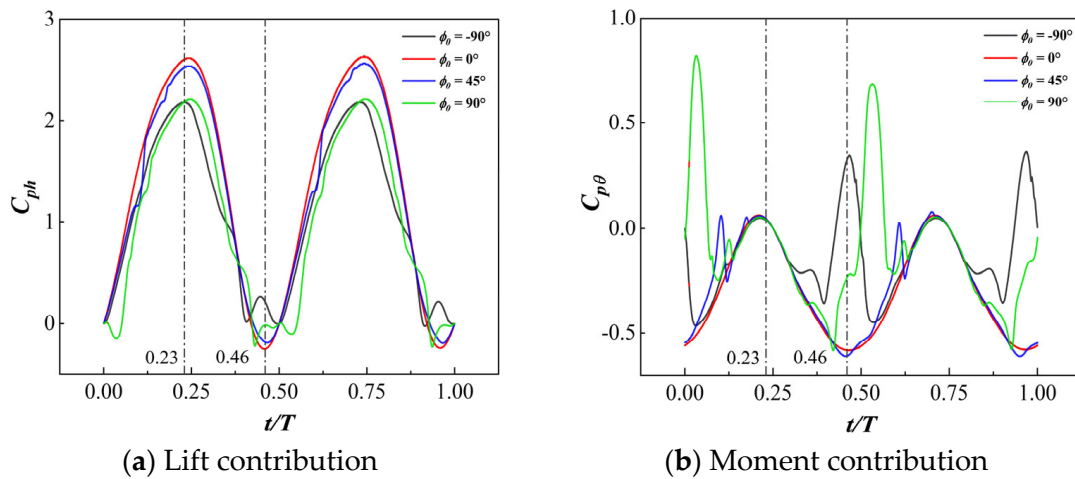 3
2
1
0
C_ph
ϕ₀ = -90°
ϕ₀ = 0°
ϕ₀ = 45°
ϕ₀ = 90°
0.23
0.46
0.00
0.25
0.50
0.75
1.00
t/T
(a) Lift contribution
1.0
0.5
0.0
-0.5
C_pθ
ϕ₀ = -90°
ϕ₀ = 0°
ϕ₀ = 45°
ϕ₀ = 90°
0.23
0.46
0.00
0.25
0.50
0.75
1.00
t/T
(b) Moment contribution